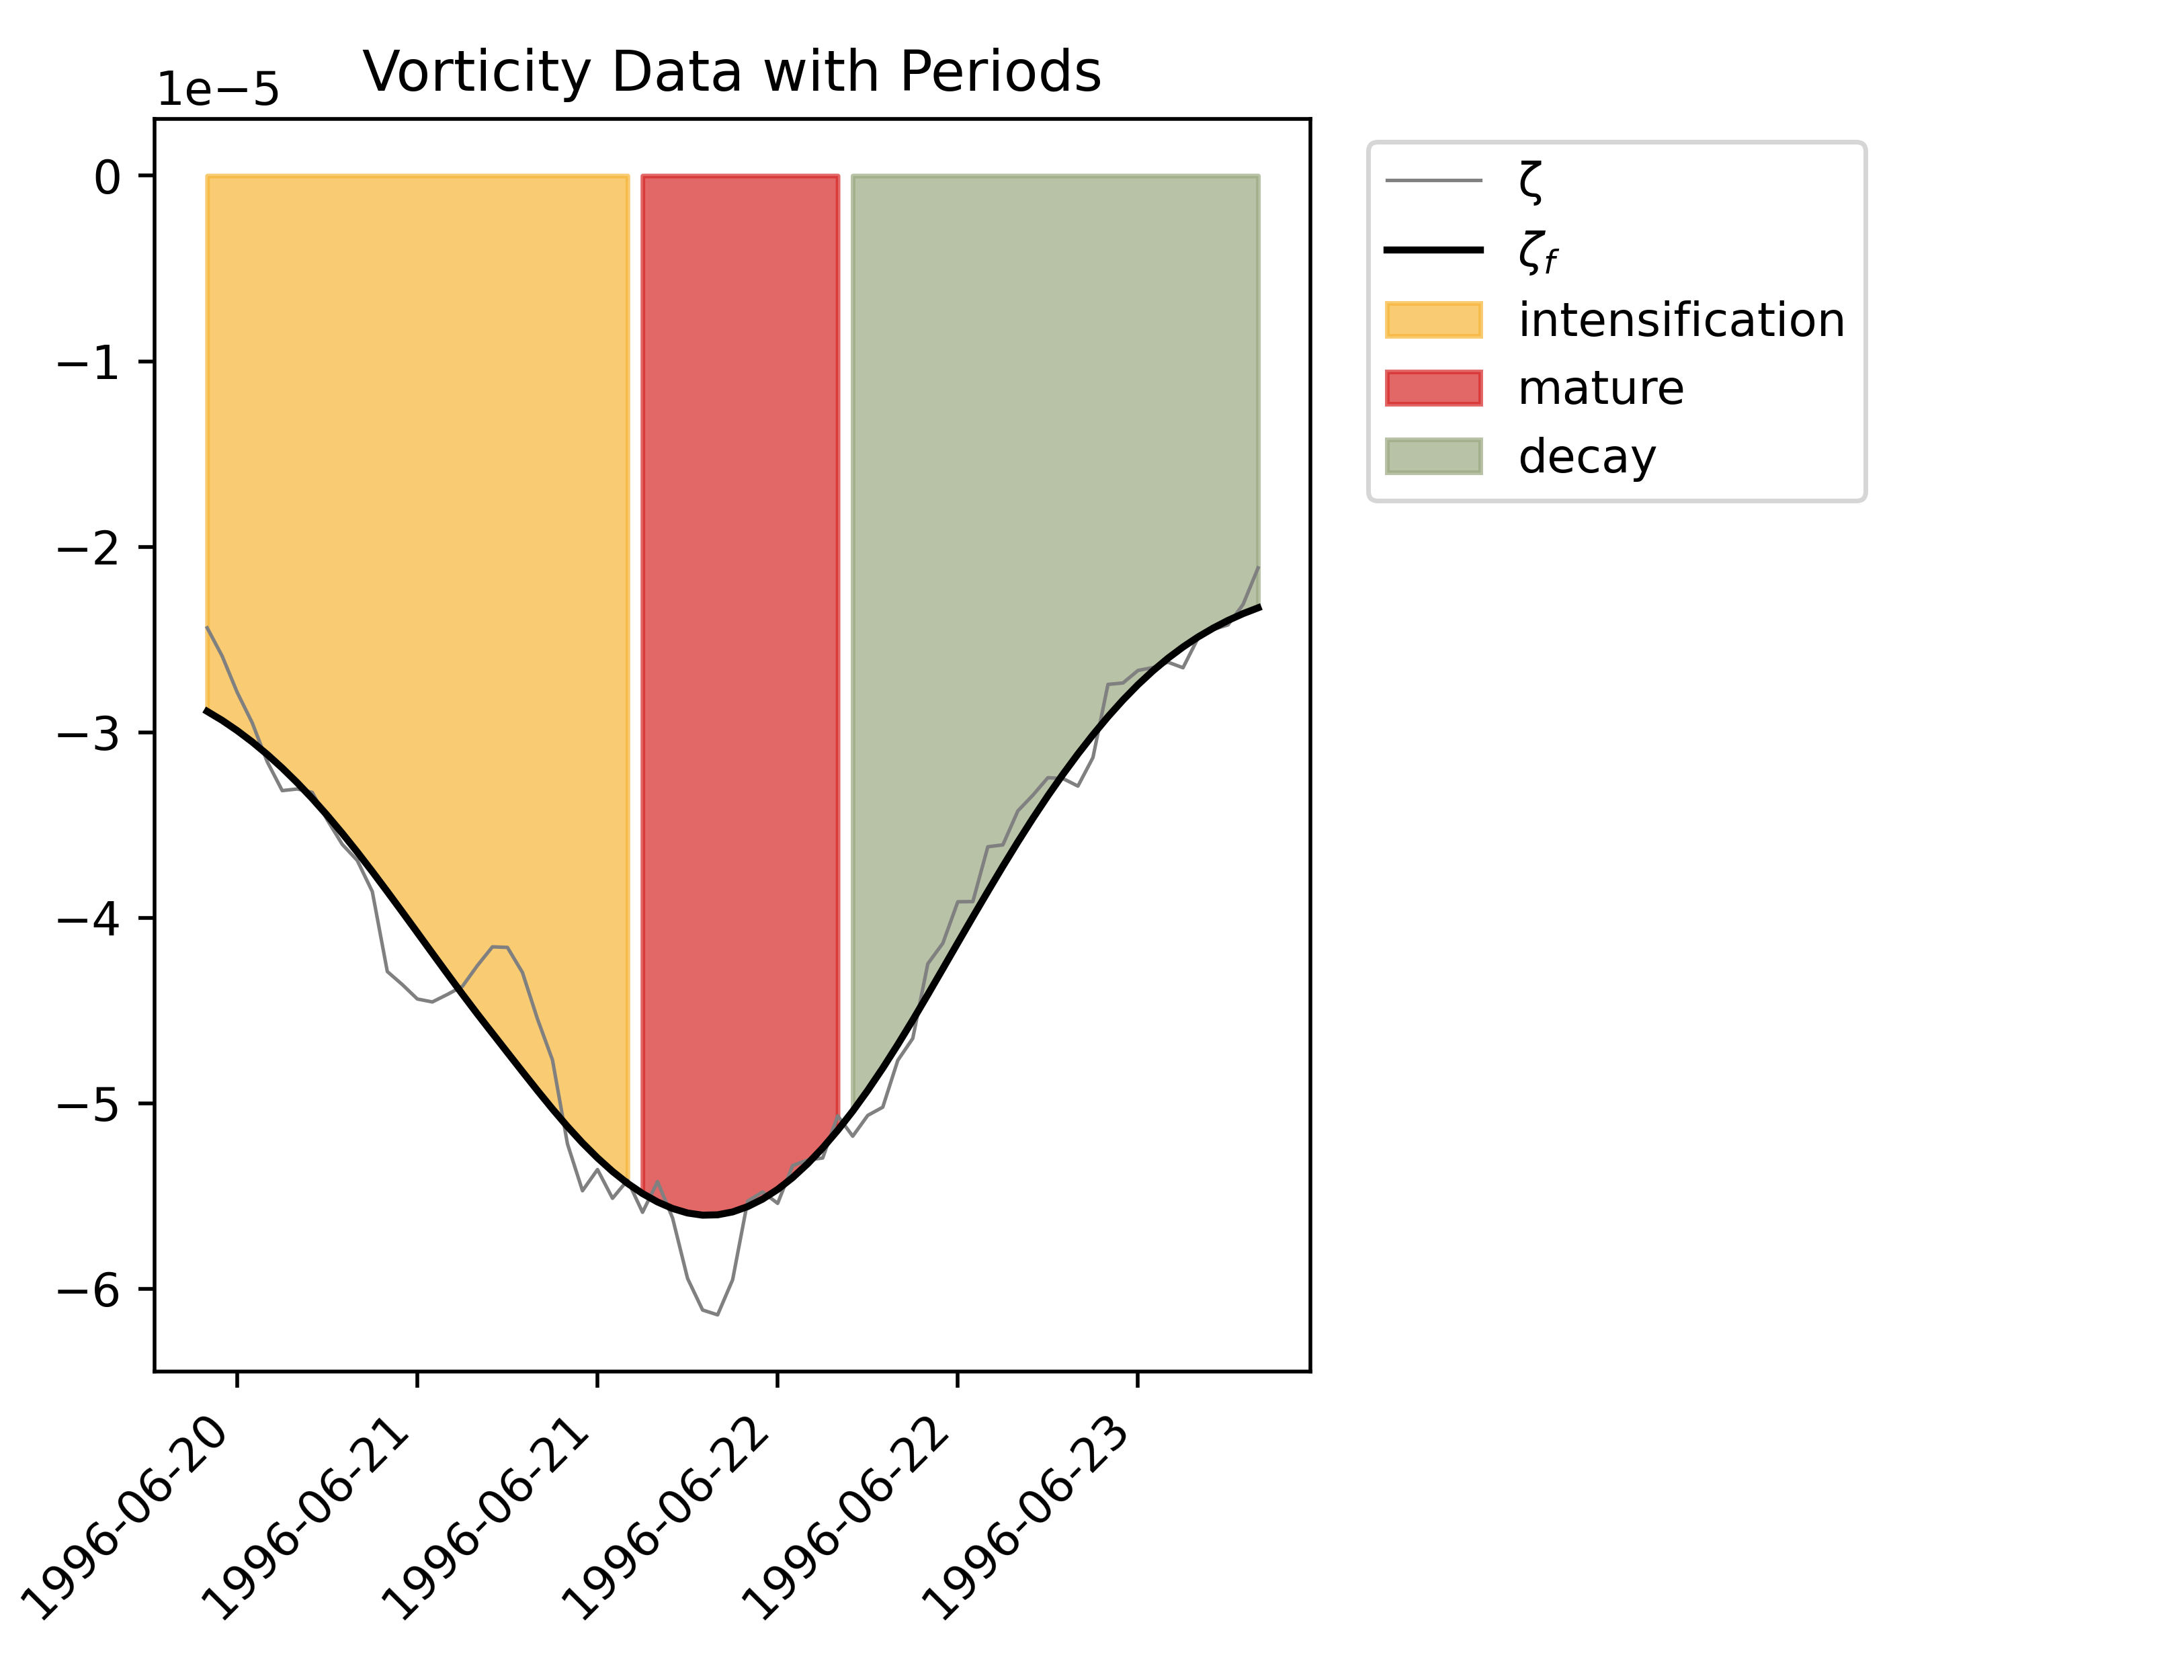 Vorticity Data with Periods
1e−5
0
−1
−2
−3
−4
−5
−6
1996-06-20
1996-06-21
1996-06-21
1996-06-22
1996-06-22
1996-06-23
ζ
ζf
intensification
mature
decay